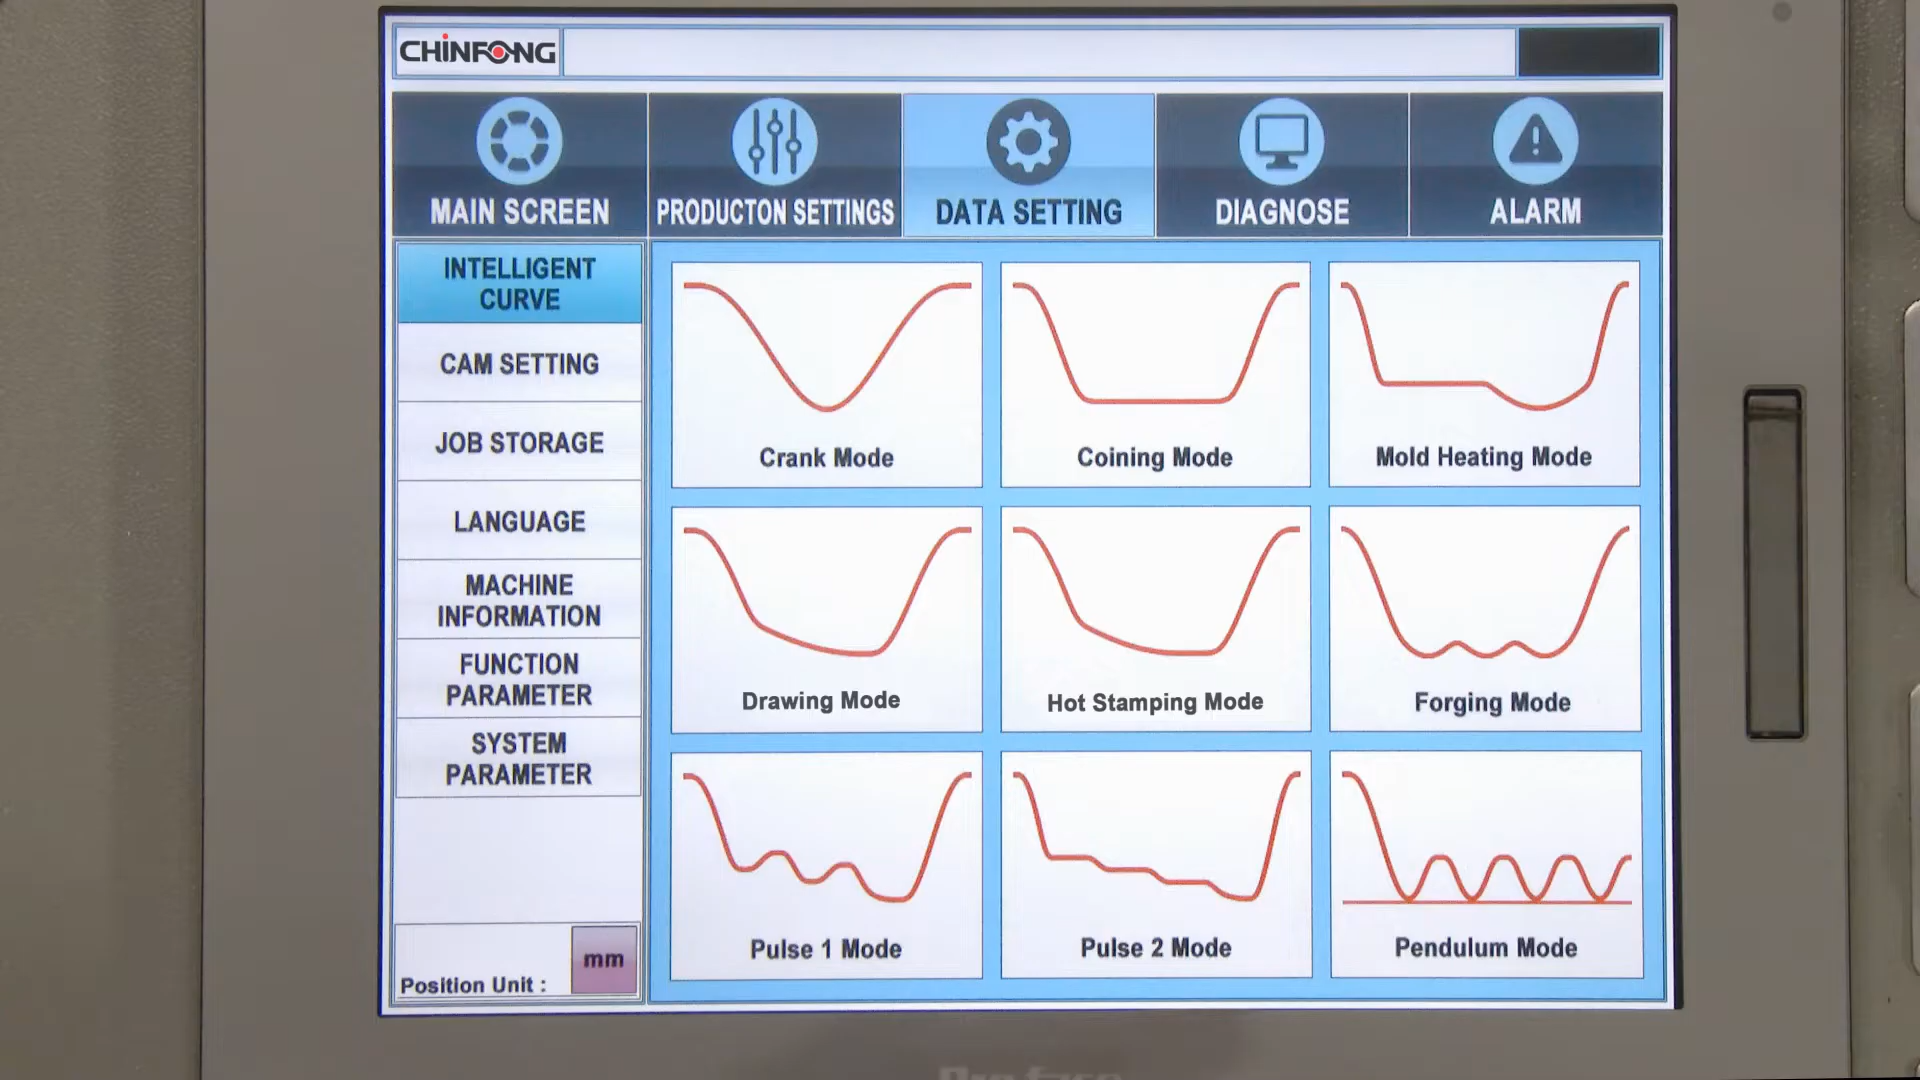 CHINFONG
MAIN SCREEN
PRODUCTON SETTINGS
DATA SETTING
DIAGNOSE
ALARM
INTELLIGENT
CURVE
CAM SETTING
JOB STORAGE
LANGUAGE
MACHINE
INFORMATION
FUNCTION
PARAMETER
SYSTEM
PARAMETER
Position Unit :
mm
Crank Mode
Coining Mode
Mold Heating Mode
Drawing Mode
Hot Stamping Mode
Forging Mode
Pulse 1 Mode
Pulse 2 Mode
Pendulum Mode